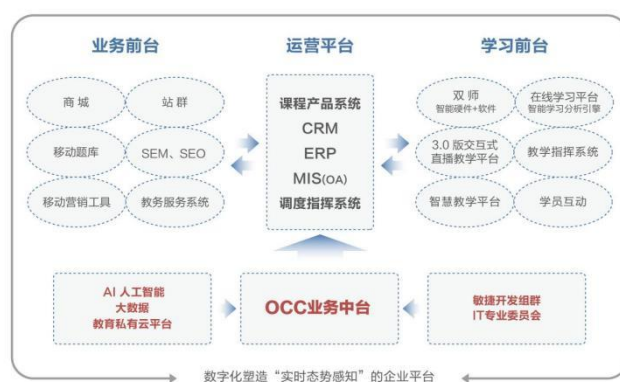 业务前台
运营平台
学习前台
商城
站群
移动题库
SEM、SEO
移动营销工具
教务服务系统
课程产品系统
CRM
ERP
MIS(OA)
调度指挥系统
双师
智能硬件+软件
在线学习平台
智能学习分析引擎
3.0 版交互式
直播教学平台
教学指挥系统
智慧教学平台
学员互动
AI 人工智能
大数据
教育私有云平台
OCC业务中台
敏捷开发组群
IT专业委员会
数字化塑造“实时态势感知”的企业平台